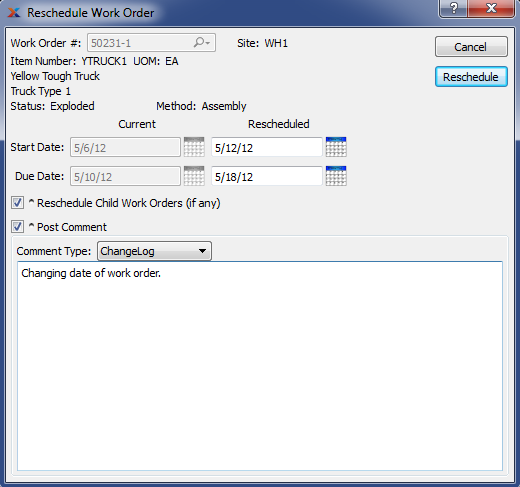 Reschedule Work Order
?
Work Order #: 50231-1 Site: WH1 Cancel
Item Number: YTRUCK1 UOM: EA
Yellow Tough Truck Reschedule
Truck Type 1
Status: Exploded Method: Assembly
Current Rescheduled
Start Date: 5/6/12 5/12/12
Due Date: 5/10/12 5/18/12
^ Reschedule Child Work Orders (if any)
^ Post Comment
Comment Type: ChangeLog
Changing date of work order.